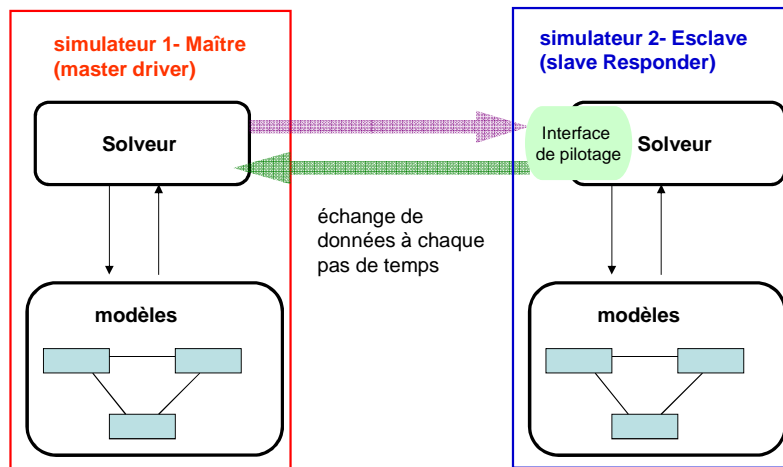 simulateur 1- Maître
(master driver)
simulateur 2- Esclave
(slave Responder)
Solveur
Interface
de pilotage
Solveur
échange de
données à chaque
pas de temps
modèles
modèles